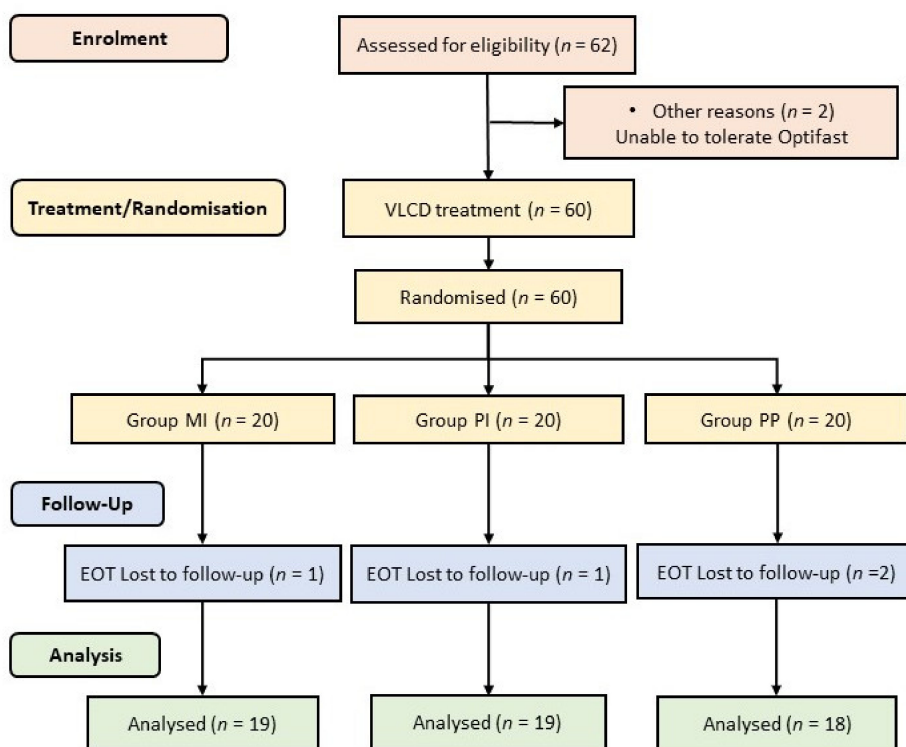 Enrolment
Assessed for eligibility (n = 62)
• Other reasons (n = 2)
Unable to tolerate Optifast
Treatment/Randomisation
VLCD treatment (n = 60)
Randomised (n = 60)
Group MI (n = 20)
Group PI (n = 20)
Group PP (n = 20)
Follow-Up
EOT Lost to follow-up (n = 1)
EOT Lost to follow-up (n = 1)
EOT Lost to follow-up (n =2)
Analysis
Analysed (n = 19)
Analysed (n = 19)
Analysed (n = 18)